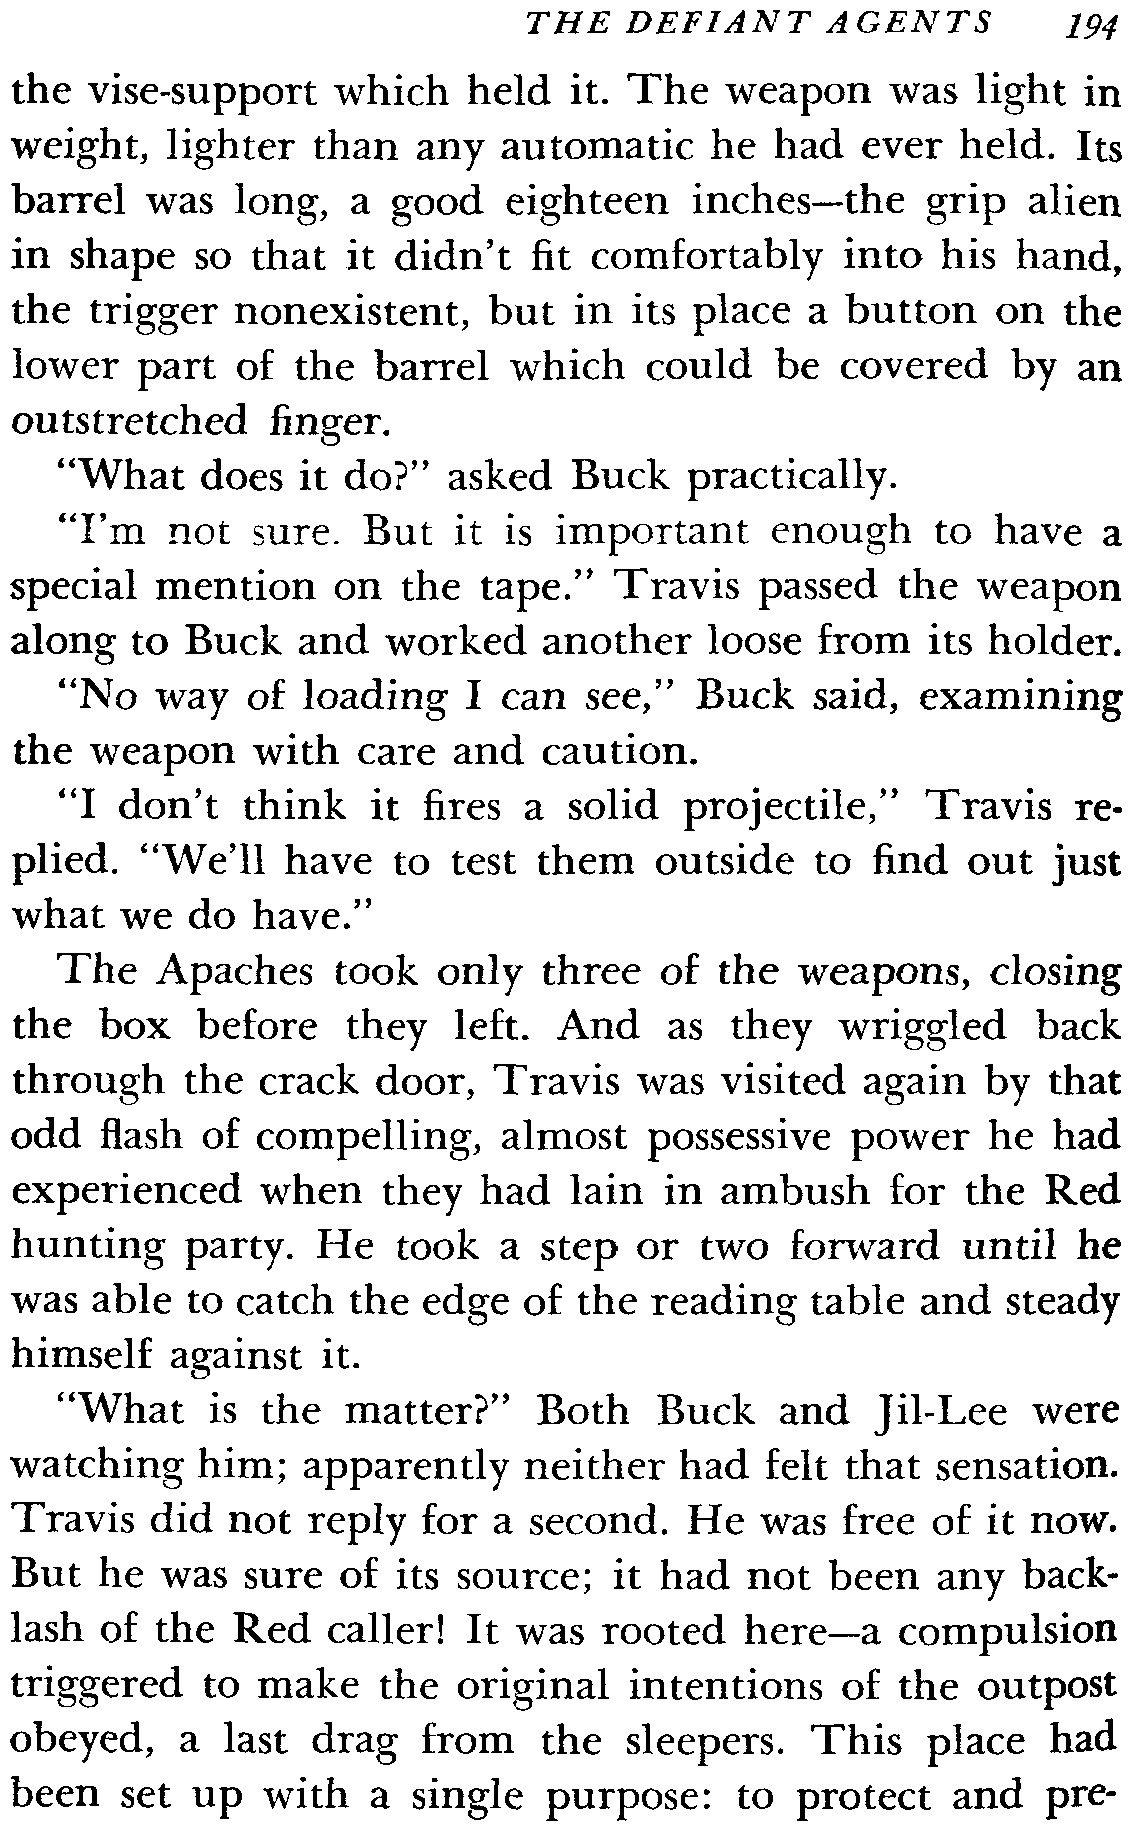 THE DEFIANT AGENTS 194
the vise-support which held it. The weapon was light in
weight, lighter than any automatic he had ever held. Its
barrel was long, a good eighteen inches—the grip alien
in shape so that it didn't fit comfortably into his hand,
the trigger nonexistent, but in its place a button on the
lower part of the barrel which could be covered by an
outstretched finger.
"What does it do?" asked Buck practically.
"I'm not sure. But it is important enough to have a
special mention on the tape." Travis passed the weapon
along to Buck and worked another loose from its holder.
"No way of loading I can see," Buck said, examining
the weapon with care and caution.
"I don't think it fires a solid projectile," Travis re-
plied. "We'll have to test them outside to find out just
what we do have."
The Apaches took only three of the weapons, closing
the box before they left. And as they wriggled back
through the crack door, Travis was visited again by that
odd flash of compelling, almost possessive power he had
experienced when they had lain in ambush for the Red
hunting party. He took a step or two forward until he
was able to catch the edge of the reading table and steady
himself against it.
"What is the matter?" Both Buck and Jil-Lee were
watching him; apparently neither had felt that sensation.
Travis did not reply for a second. He was free of it now.
But he was sure of its source; it had not been any back-
lash of the Red caller! It was rooted here—a compulsion
triggered to make the original intentions of the outpost
obeyed, a last drag from the sleepers. This place had
been set up with a single purpose: to protect and pre-